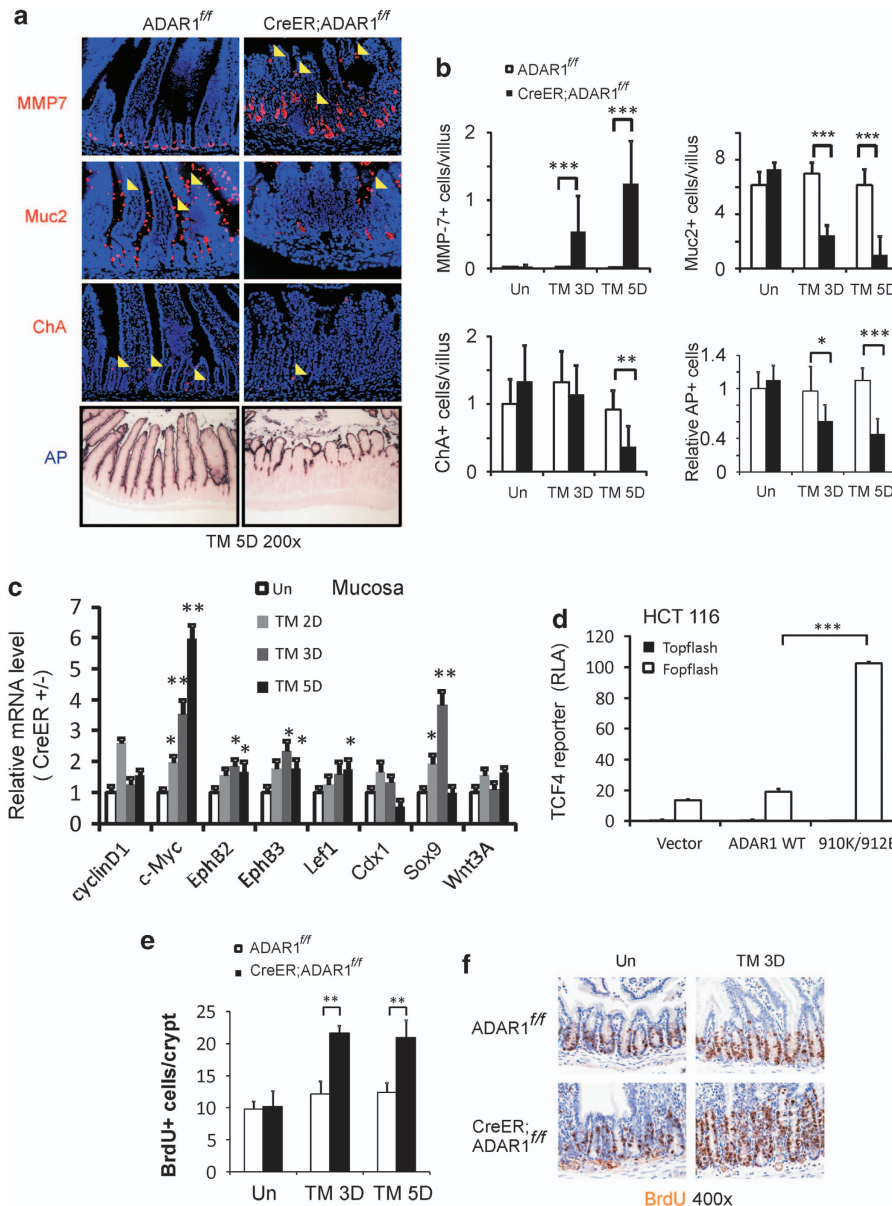 a
ADAR1f/f
CreER;ADAR1f/f
MMP7
Muc2
ChA
AP
TM 5D 200x
b
ADAR1f/f
CreER;ADAR1f/f
MMP-7+ cells/villus
2
1
0
***
***
Un
TM 3D
TM 5D
Muc2+ cells/villus
8
6
4
2
0
***
***
Un
TM 3D
TM 5D
ChA+ cells/villus
2
1
0
**
Un
TM 3D
TM 5D
Relative AP+ cells
1.4
1
0.4
0
*
***
Un
TM 3D
TM 5D
c
Un
Mucosa
TM 2D
TM 3D
TM 5D
Relative mRNA level
( CreER +/-)
7
6
5
4
3
2
1
0
*
**
**
*
*
*
*
*
*
**
cyclinD1
c-Myc
EphB2
EphB3
Lef1
Cdx1
Sox9
Wnt3A
d
HCT 116
Topflash
Fopflash
TCF4 reporter (RLA)
120
100
80
60
40
20
0
***
Vector
ADAR1 WT
910K/912E
e
ADAR1f/f
CreER;ADAR1f/f
BrdU+ cells/crypt
25
20
15
10
5
0
**
**
Un
TM 3D
TM 5D
f
Un
TM 3D
ADAR1f/f
CreER;
ADAR1f/f
BrdU 400x